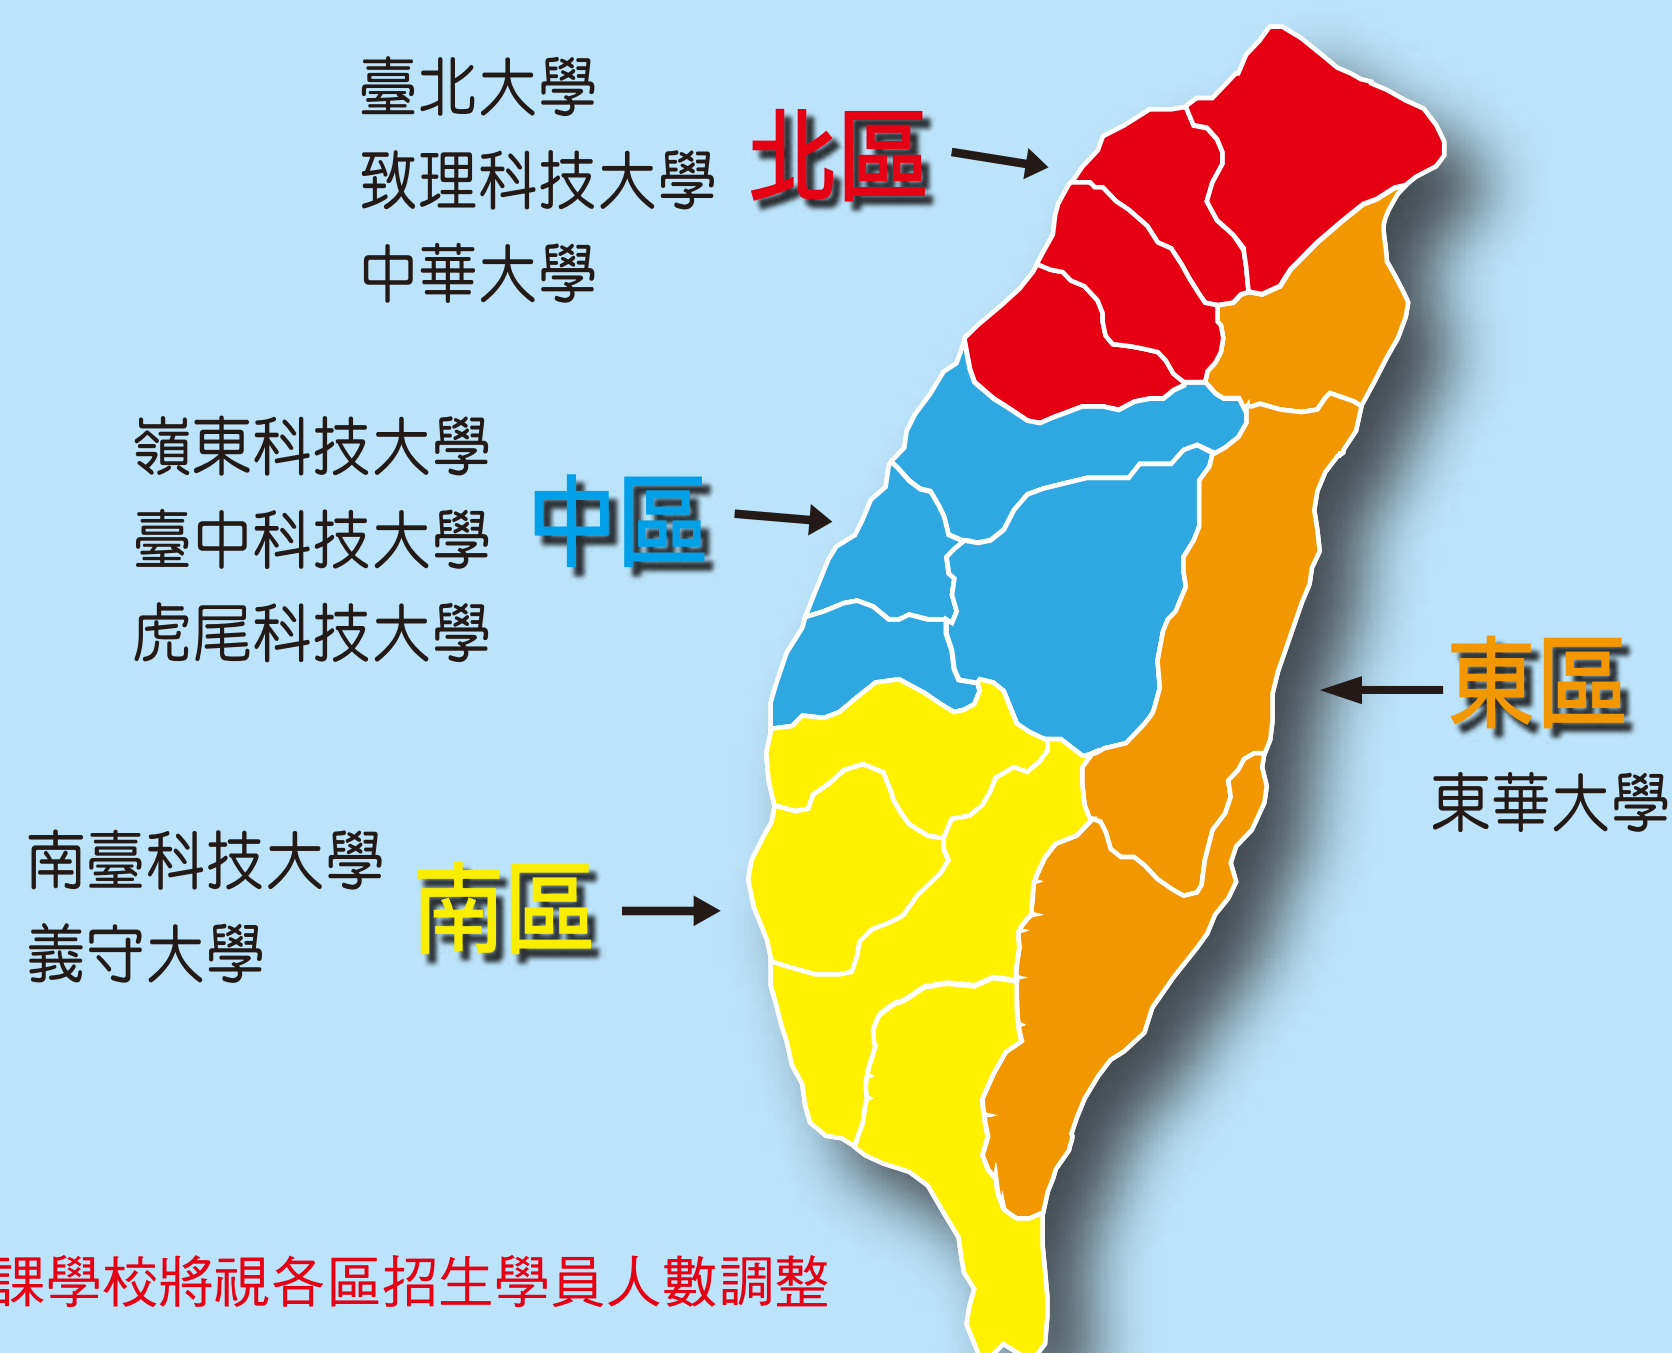 臺北大學
致理科技大學
中華大學
北區
嶺東科技大學
臺中科技大學
虎尾科技大學
中區
東區
東華大學
南臺科技大學
義守大學
南區
課學校將視各區招生學員人數調整